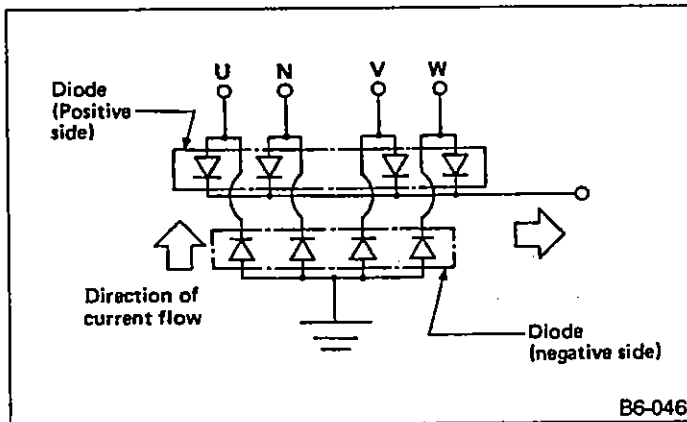 U N V W
Diode
(Positive
side)
Direction of
current flow
Diode
(negative side)
B6-046